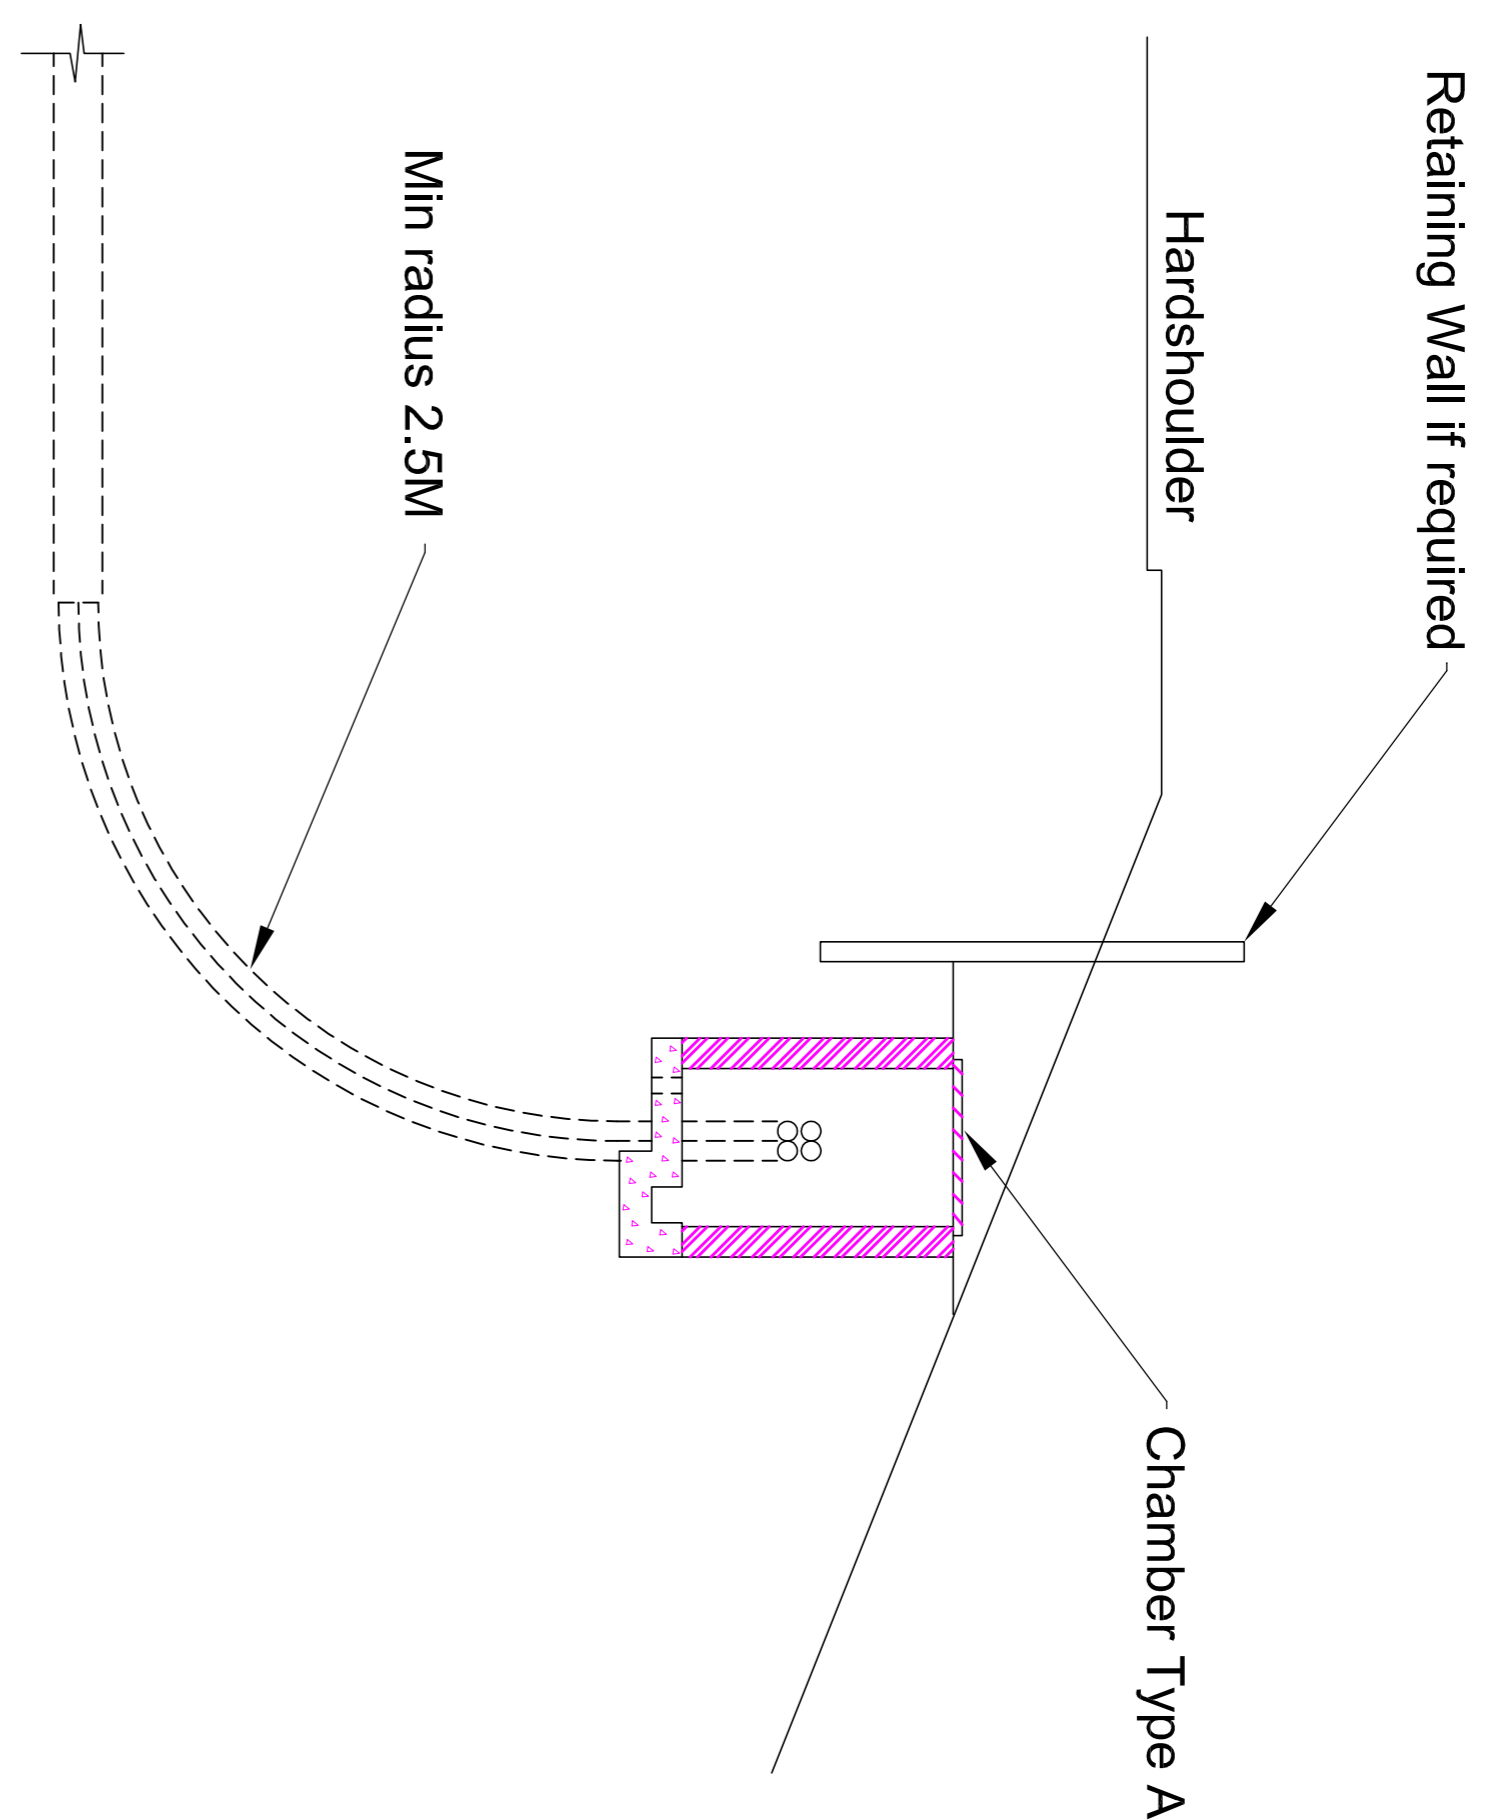 Retaining Wall if required
Hardshoulder
Chamber Type A
Min radius 2.5M